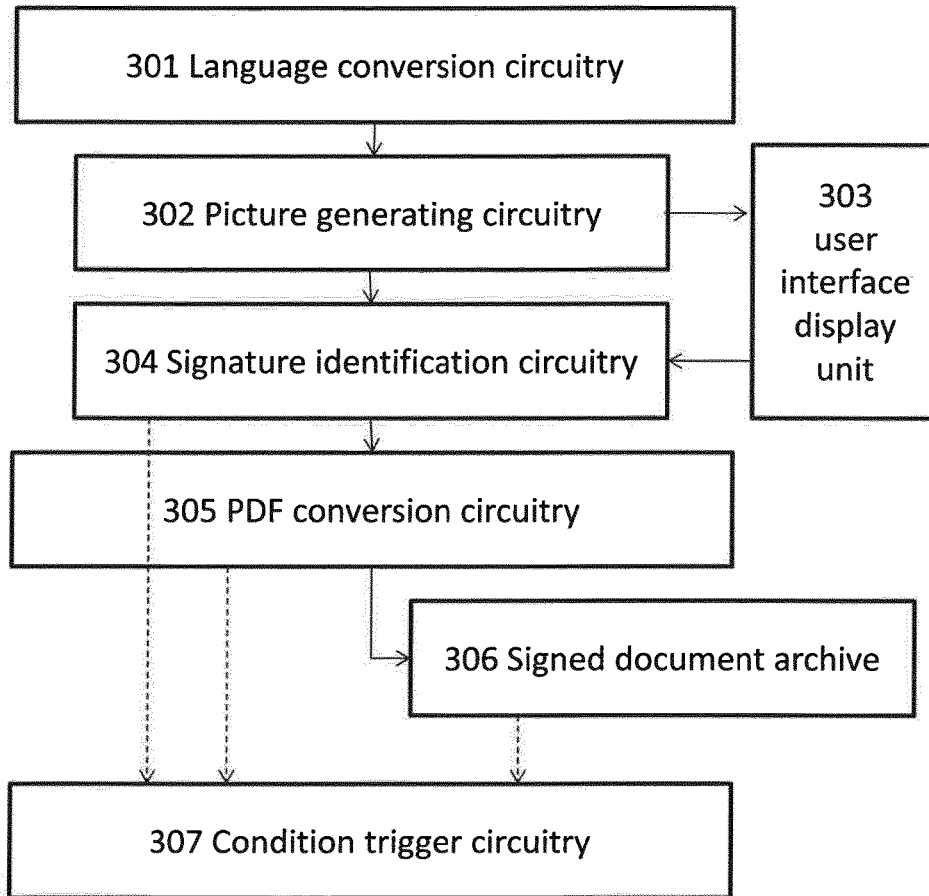 301 Language conversion circuitry
302 Picture generating circuitry
303
user
interface
display
unit
304 Signature identification circuitry
305 PDF conversion circuitry
306 Signed document archive
307 Condition trigger circuitry